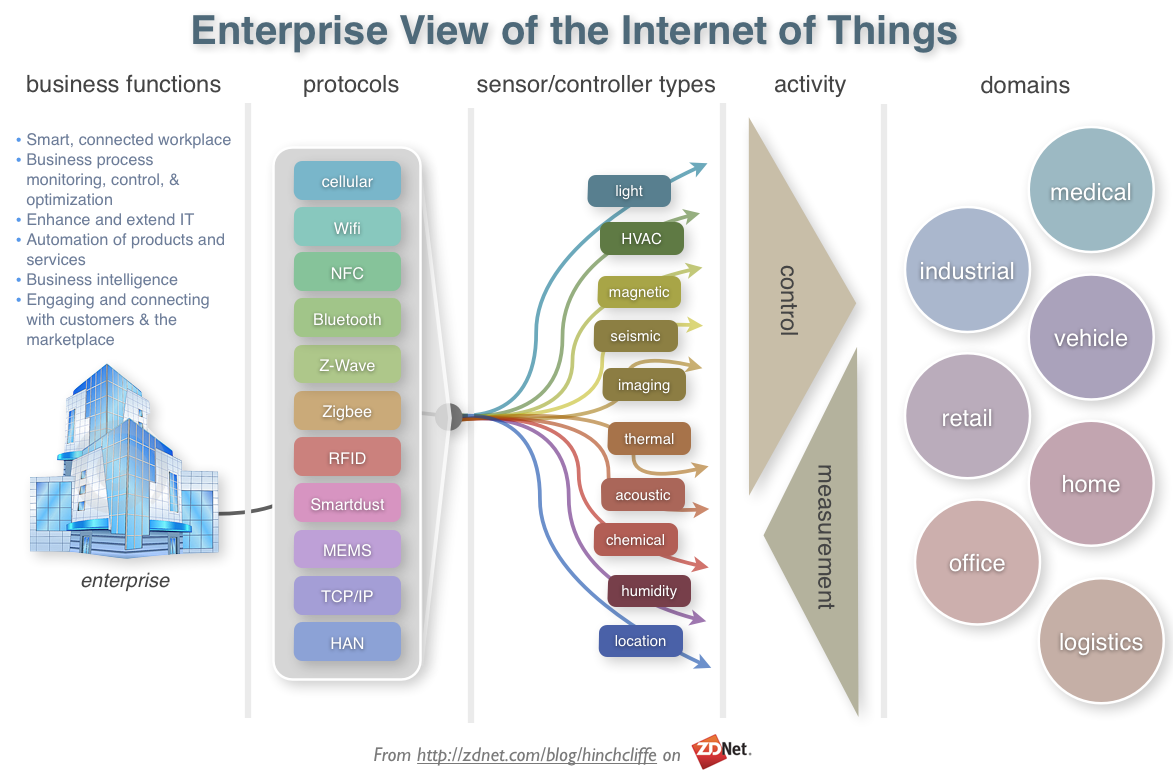 Enterprise View of the Internet of Things
business functions
protocols
sensor/controller types
activity
domains
• Smart, connected workplace
• Business process
monitoring, control, &
optimization
• Enhance and extend IT
• Automation of products and
services
• Business intelligence
• Engaging and connecting
with customers & the
marketplace
enterprise
cellular
Wifi
NFC
Bluetooth
Z-Wave
Zigbee
RFID
Smartdust
MEMS
TCP/IP
HAN
light
HVAC
magnetic
seismic
imaging
thermal
acoustic
chemical
humidity
location
control
measurement
medical
industrial
vehicle
retail
home
office
logistics
From http://zdnet.com/blog/hinchcliffe on ZDNet.